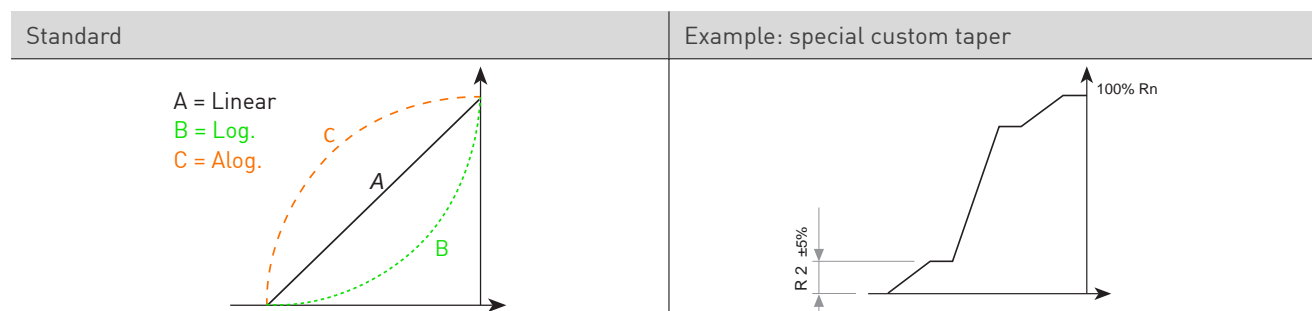 Standard
Example: special custom taper
A = Linear
B = Log.
C = Alog.
C
A
B
100% Rn
R 2 ±5%